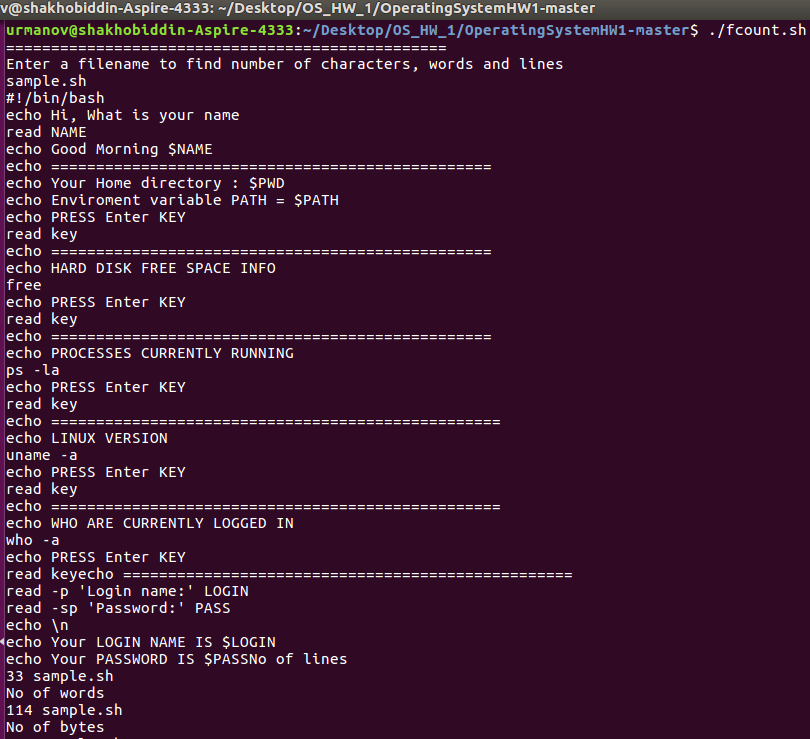 v@shakhobiddin-Aspire-4333: ~/Desktop/OS_HW_1/OperatingSystemHW1-master
urmanov@shakhobiddin-Aspire-4333:~/Desktop/OS_HW_1/OperatingSystemHW1-master$ ./fcount.sh
=================================================
Enter a filename to find number of characters, words and lines
sample.sh
#!/bin/bash
echo Hi, What is your name
read NAME
echo Good Morning $NAME
echo =================================================
echo Your Home directory : $PWD
echo Enviroment variable PATH = $PATH
echo PRESS Enter KEY
read key
echo =================================================
echo HARD DISK FREE SPACE INFO
free
echo PRESS Enter KEY
read key
echo =================================================
echo PROCESSES CURRENTLY RUNNING
ps -la
echo PRESS Enter KEY
read key
echo ==================================================
echo LINUX VERSION
uname -a
echo PRESS Enter KEY
read key
echo ==================================================
echo WHO ARE CURRENTLY LOGGED IN
who -a
echo PRESS Enter KEY
read keyecho ==================================================
read -p 'Login name:' LOGIN
read -sp 'Password:' PASS
echo \n
echo Your LOGIN NAME IS $LOGIN
echo Your PASSWORD IS $PASSNo of lines
33 sample.sh
No of words
114 sample.sh
No of bytes